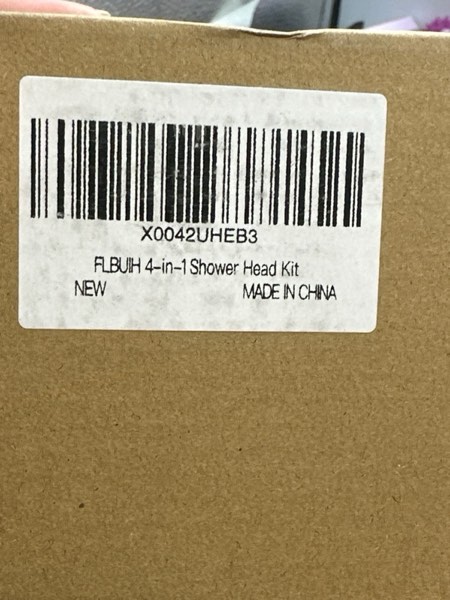 X0042UHEB3
FLBUIH 4-in-1 Shower Head Kit
NEW MADE IN CHINA